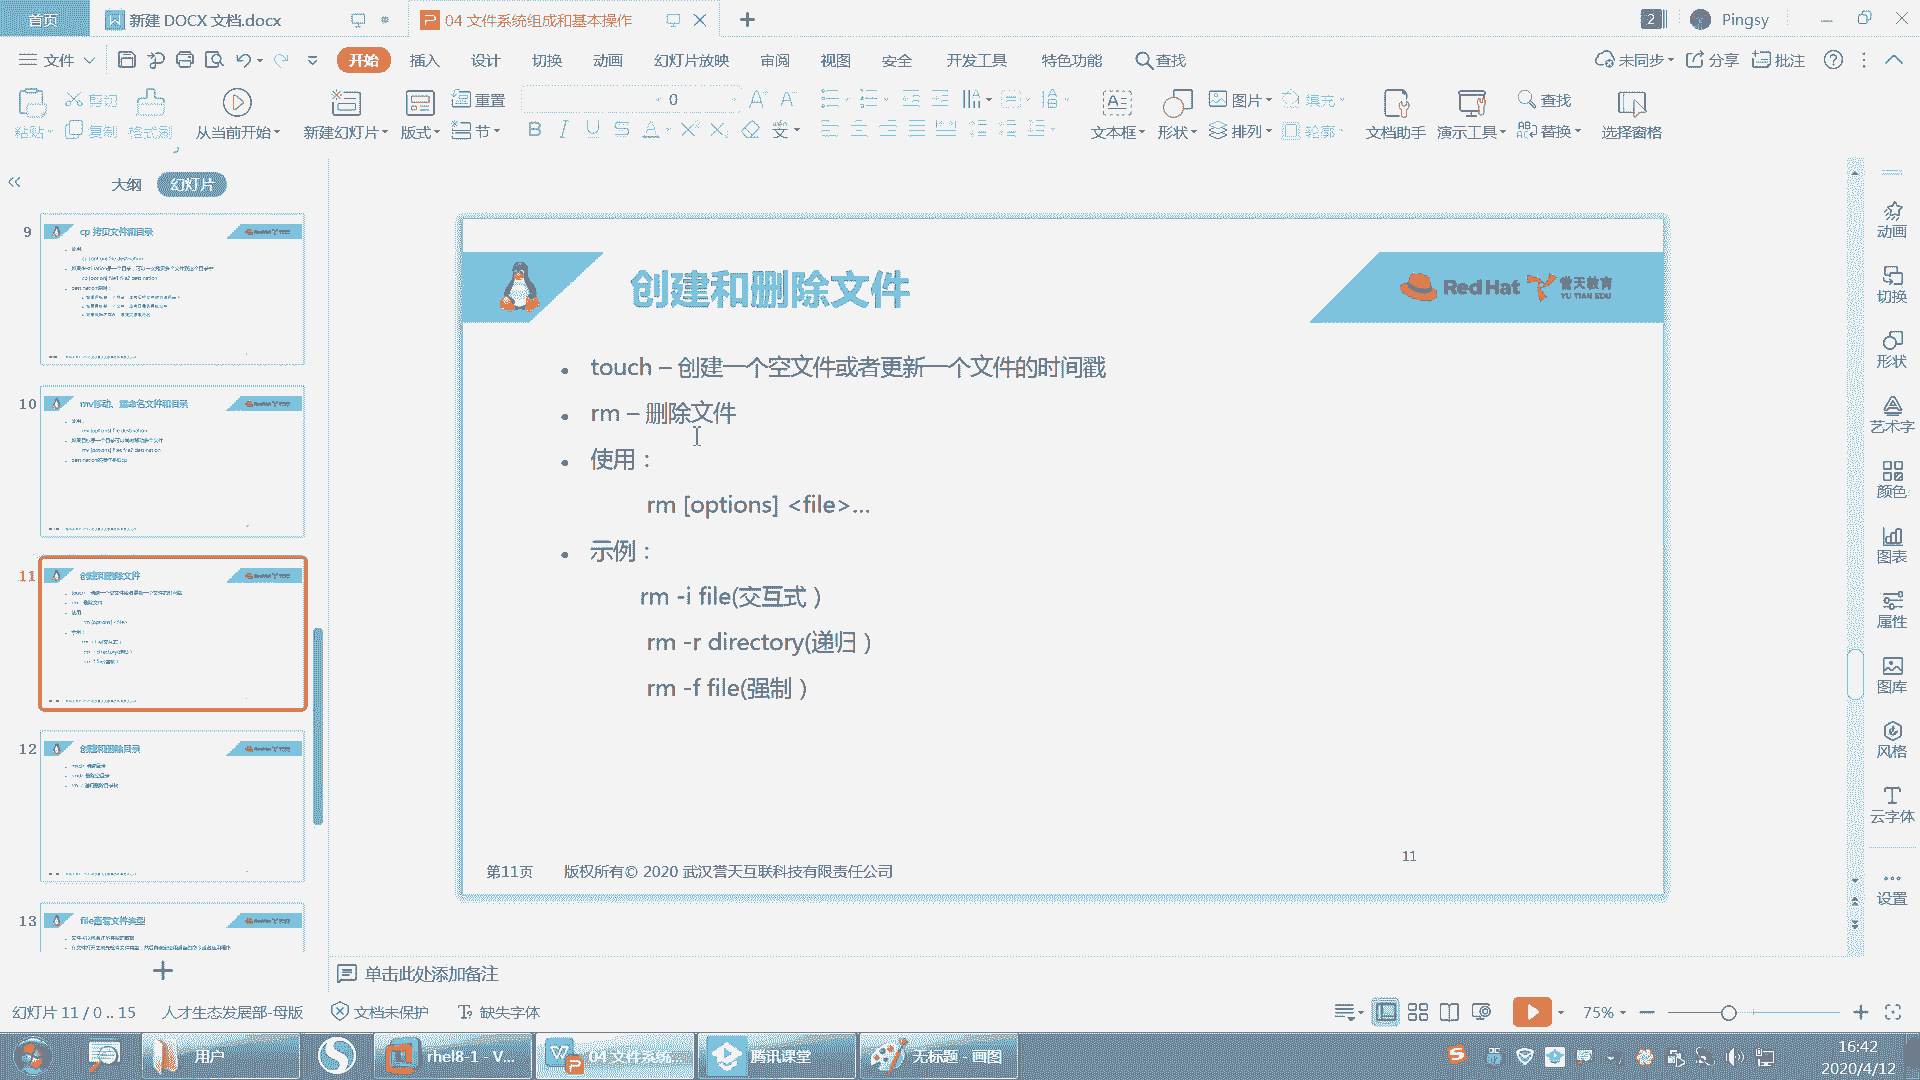 首页
新建 DOCX 文档.docx
04 文件系统组成和基本操作
2
Pingsy
文件
开始
插入
设计
切换
动画
幻灯片放映
审阅
视图
安全
开发工具
特色功能
查找
未同步
分享
批注
粘贴
剪切
复制
格式刷
从当前开始
新建幻灯片
版式
重置
节
0
文本框
形状
图片
排列
填充
轮廓
文档助手
演示工具
查找
替换
选择窗格
大纲
幻灯片
9
cp 拷贝文件和目录
10
mv移动、重命名文件和目录
11
创建和删除文件
12
创建和删除目录
13
file查看文件类型
创建和删除文件
Red Hat
誉天教育
YU TIAN EDU
touch – 创建一个空文件或者更新一个文件的时间戳
rm – 删除文件
使用：
rm [options] <file>...
示例：
rm -i file(交互式）
rm -r directory(递归）
rm -f file(强制）
第11页 版权所有© 2020 武汉誉天互联科技有限责任公司
11
动画
切换
形状
艺术字
颜色
图表
属性
图库
风格
云字体
设置
单击此处添加备注
幻灯片 11 / 0 .. 15
人才生态发展部-母版
文档未保护
缺失字体
75%
用户
rhel8-1 - V...
04 文件系统...
腾讯课堂
无标题 - 画图
16:42
2020/4/12